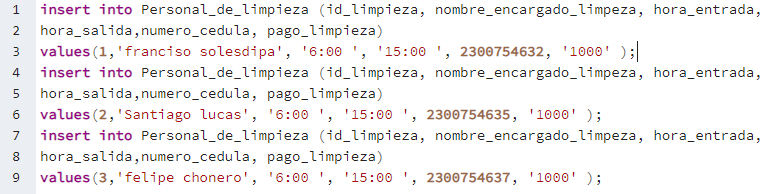 1 insert into Personal_de_limpieza (id_limpieza, nombre_encargado_limpeza, hora_entrada,
2 hora_salida,numero_cedula, pago_limpieza)
3 values(1,'franciso solesdipa', '6:00 ', '15:00 ', 2300754632, '1000' );
4 insert into Personal_de_limpieza (id_limpieza, nombre_encargado_limpeza, hora_entrada,
5 hora_salida,numero_cedula, pago_limpieza)
6 values(2,'Santiago lucas', '6:00 ', '15:00 ', 2300754635, '1000' );
7 insert into Personal_de_limpieza (id_limpieza, nombre_encargado_limpeza, hora_entrada,
8 hora_salida,numero_cedula, pago_limpieza)
9 values(3,'felipe chonero', '6:00 ', '15:00 ', 2300754637, '1000' );